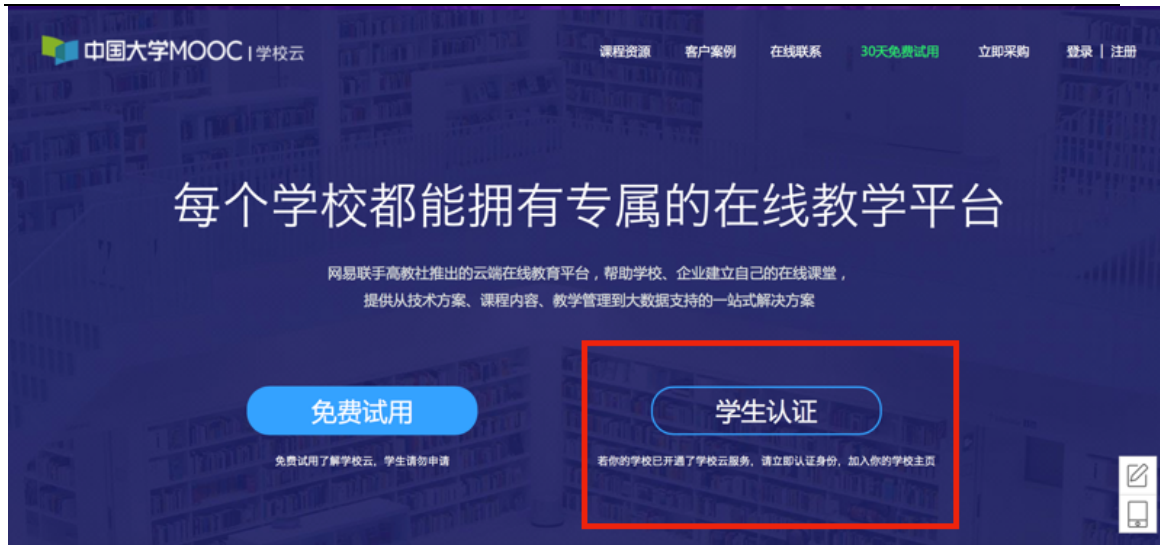 中国大学MOOC | 学校云 课程资源 客户案例 在线联系 30天免费试用 立即采购 登录 | 注册
每个学校都能拥有专属的在线教学平台
网易联手高教社推出的云端在线教育平台，帮助学校、企业建立自己的在线课堂，
提供从技术方案、课程内容、教学管理到大数据支持的一站式解决方案
免费试用 学生认证
免费试用了解学校云，学生请勿申请 若你的学校已开通了学校云服务，请立即认证身份，加入你的学校主页